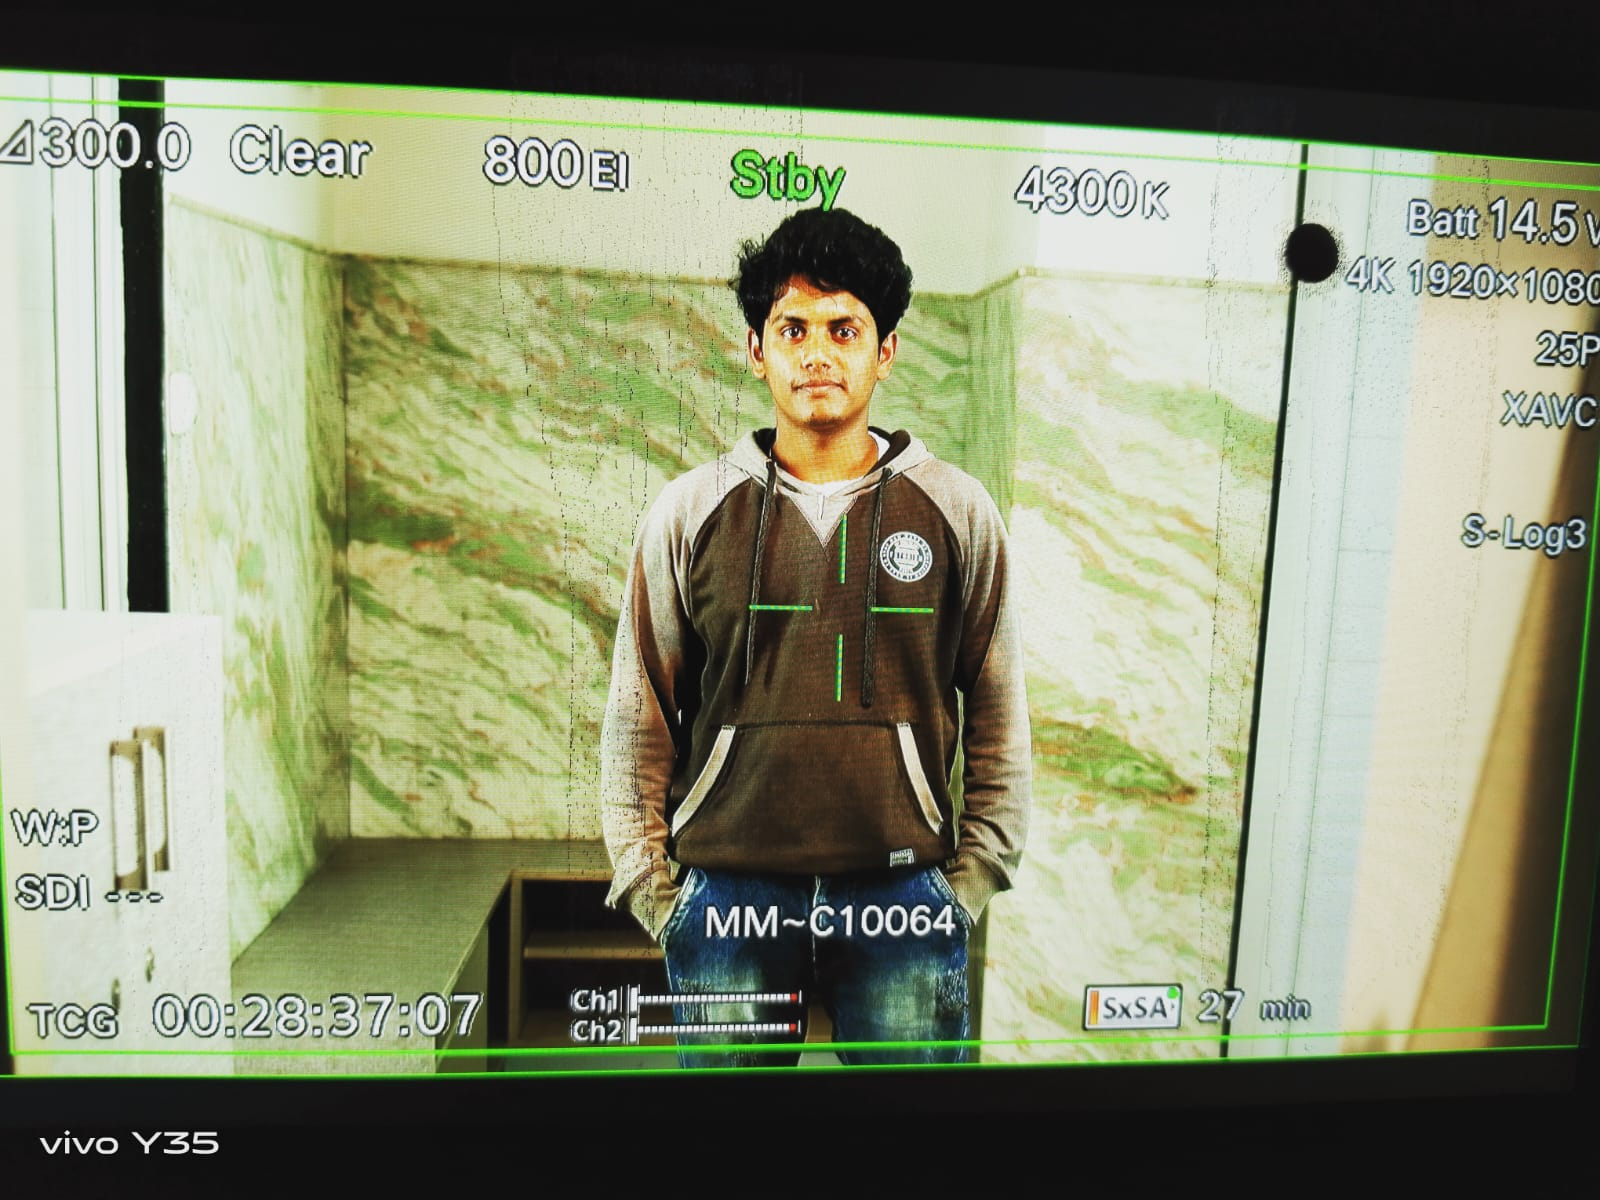 ⊿300.0 Clear 800EI Stby 4300K
Batt 14.5V
4K 1920×1080
25P
XAVC
S-Log3
W:P
SDI ---
MM~C10064
TCG 00:28:37:07
Ch1
Ch2
SxSA 27 min
vivo Y35